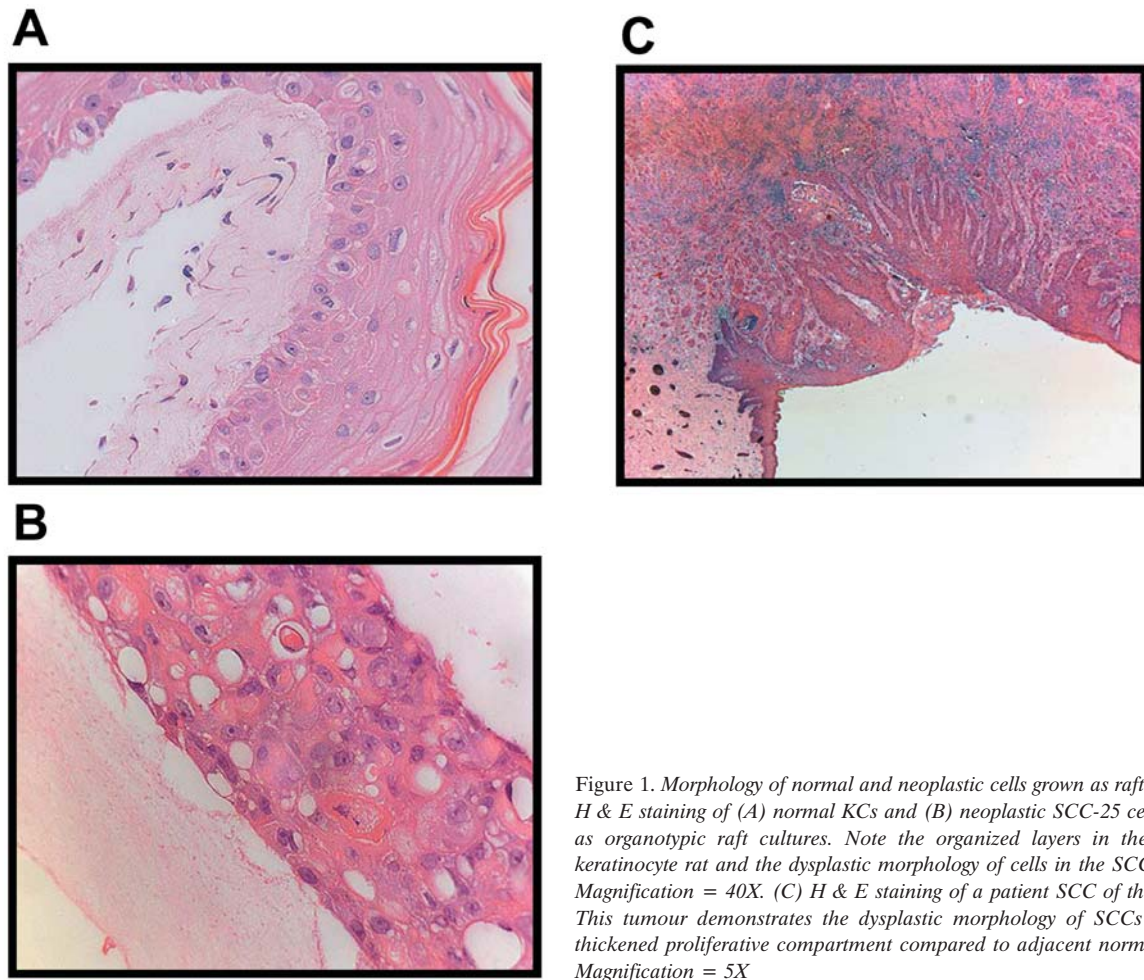 A
C
B
Figure 1. Morphology of normal and neoplastic cells grown as raft
H & E staining of (A) normal KCs and (B) neoplastic SCC-25 ce
as organotypic raft cultures. Note the organized layers in the
keratinocyte rat and the dysplastic morphology of cells in the SCC
Magnification = 40X. (C) H & E staining of a patient SCC of th
This tumour demonstrates the dysplastic morphology of SCCs
thickened proliferative compartment compared to adjacent norm
Magnification = 5X